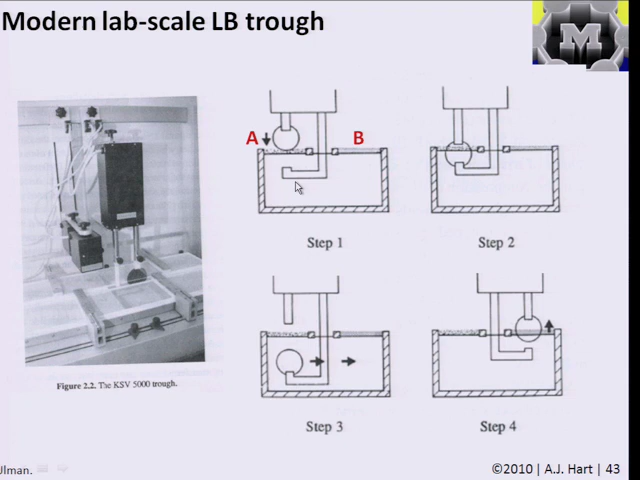 Modern lab-scale LB trough
M
A
B
Step 1
Step 2
Step 3
Step 4
Figure 2.2. The KSV 5000 trough.
Ulman.
©2010 | A.J. Hart | 43